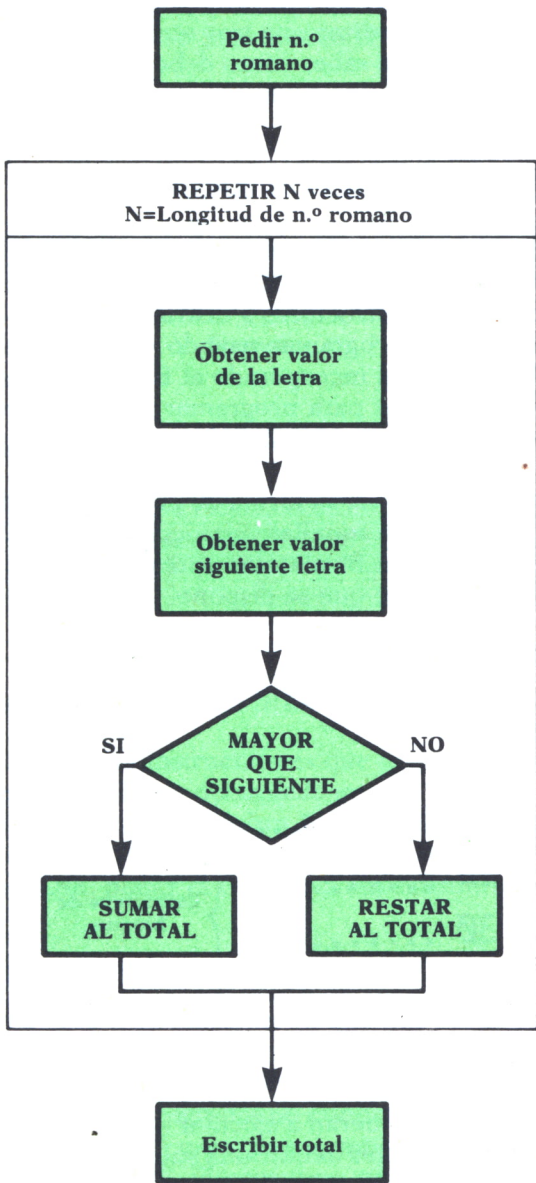 Pedir n.º
romano
REPETIR N veces
N=Longitud de n.º romano
Obtener valor
de la letra
Obtener valor
siguiente letra
MAYOR
QUE
SIGUIENTE
SI
NO
SUMAR
AL TOTAL
RESTAR
AL TOTAL
Escribir total